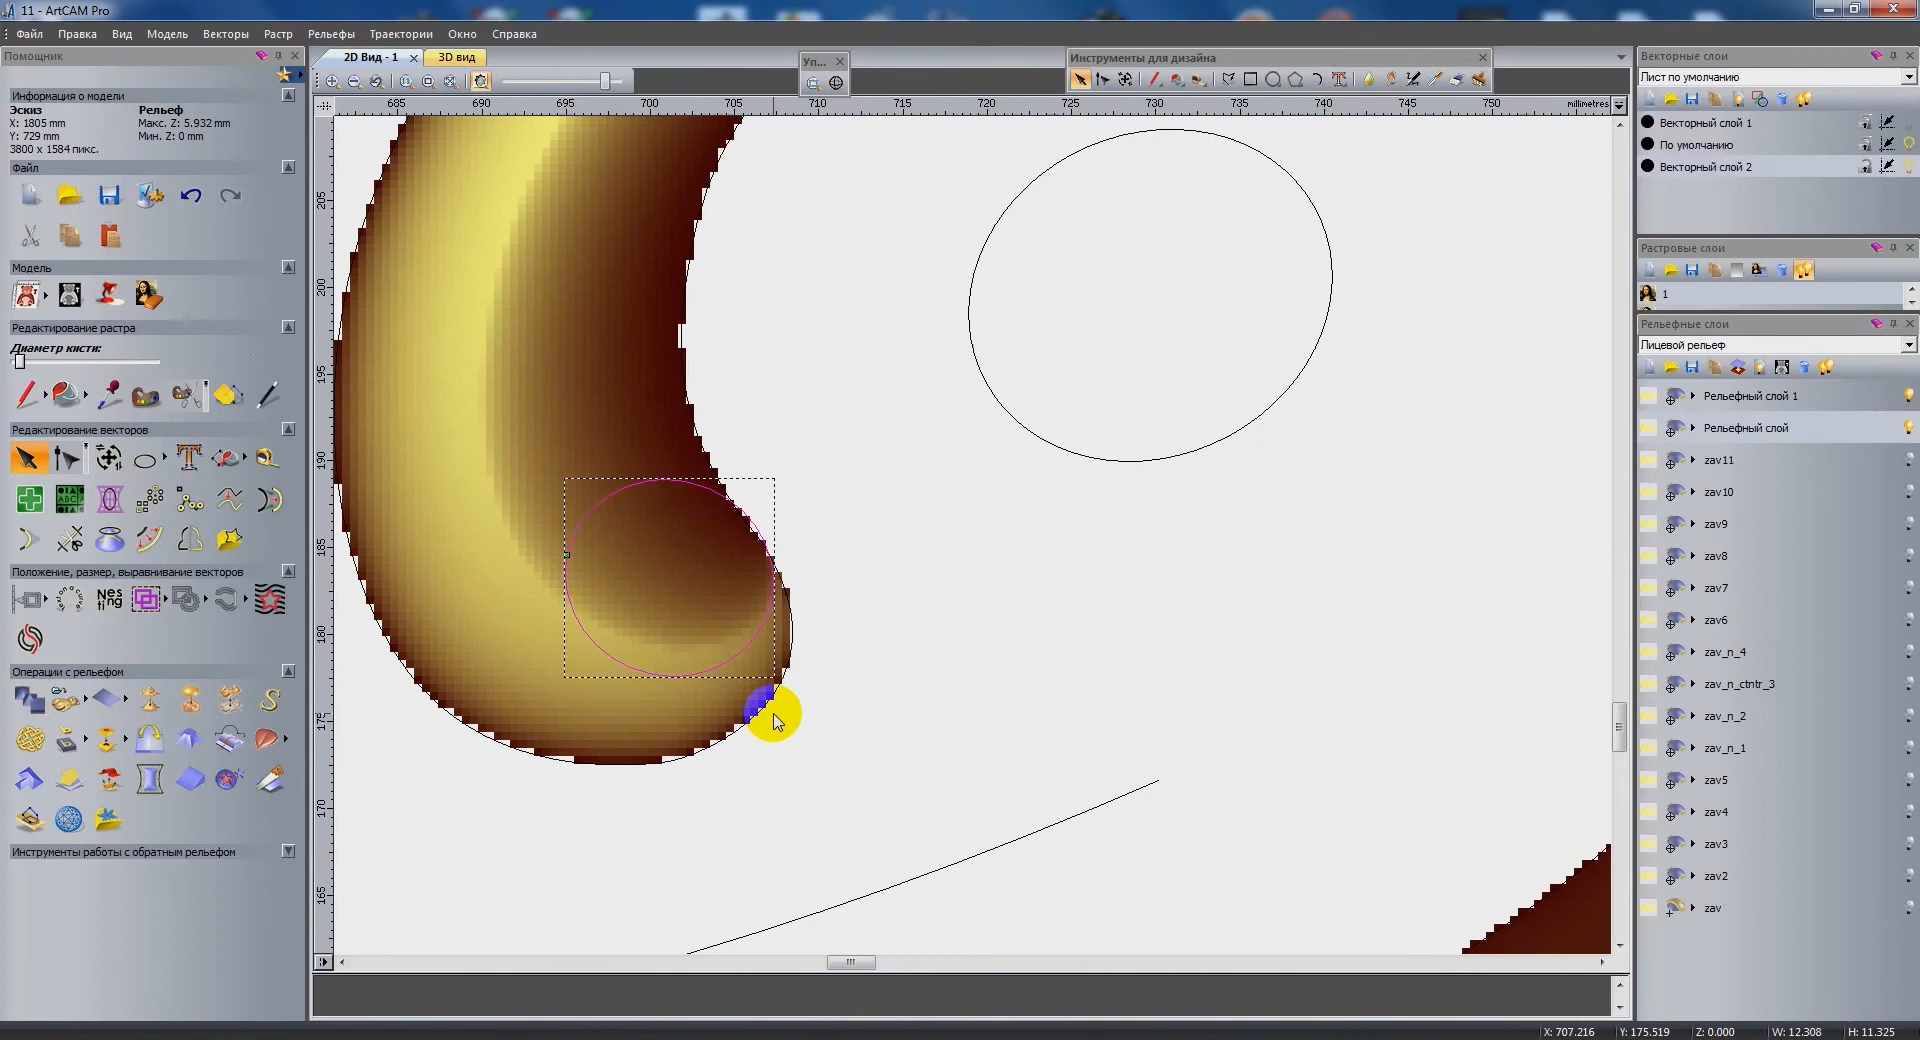 11 - ArtCAM Pro
Файл Правка Вид Модель Векторы Растр Рельефы Траектории Окно Справка
Помощник
Информация о модели
Эскиз Рельеф
X: 1805 mm Макс. Z: 5.932 mm
Y: 729 mm Мин. Z: 0 mm
3800 x 1584 пикс.
Файл
Модель
Редактирование растра
Диаметр кисти:
Редактирование векторов
Положение, размер, выравнивание векторов
Операции с рельефом
Инструменты работы с обратным рельефом
2D Вид - 1 3D вид
Уп...
Инструменты для дизайна
685 690 695 700 705 710 715 720 725 730 735 740 745 750 millimetres
205
200
195
190
185
180
175
170
165
Векторные слои
Лист по умолчанию
Векторный слой 1
По умолчанию
Векторный слой 2
Растровые слои
1
Рельефные слои
Лицевой рельеф
Рельефный слой 1
Рельефный слой
zav11
zav10
zav9
zav8
zav7
zav6
zav_n_4
zav_n_ctntr_3
zav_n_2
zav_n_1
zav5
zav4
zav3
zav2
zav
X: 707.216 Y: 175.519 Z: 0.000 W: 12.308 H: 11.325